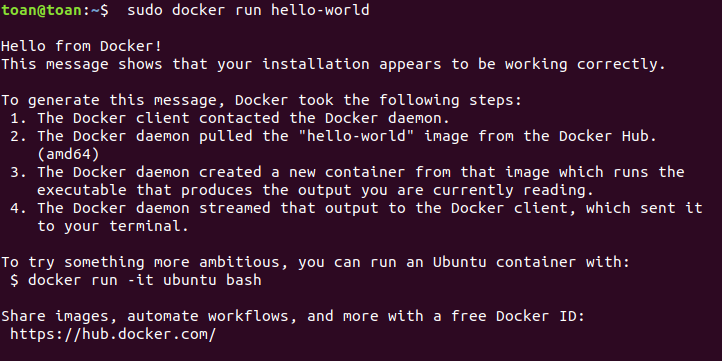 toan@toan:~$  sudo docker run hello-world
Hello from Docker!
This message shows that your installation appears to be working correctly.
To generate this message, Docker took the following steps:
 1. The Docker client contacted the Docker daemon.
 2. The Docker daemon pulled the "hello-world" image from the Docker Hub.
    (amd64)
 3. The Docker daemon created a new container from that image which runs the
    executable that produces the output you are currently reading.
 4. The Docker daemon streamed that output to the Docker client, which sent it
    to your terminal.
To try something more ambitious, you can run an Ubuntu container with:
 $ docker run -it ubuntu bash
Share images, automate workflows, and more with a free Docker ID:
 https://hub.docker.com/